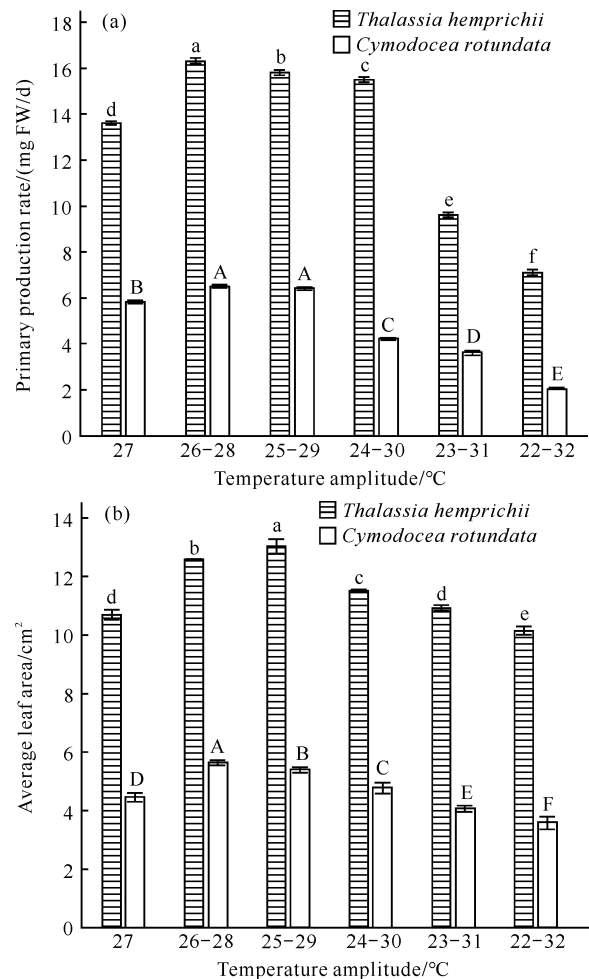 18
(a)
Thalassia hemprichii
Cymodocea rotundata
16
14
12
10
8
6
4
2
0
a
b
c
d
e
f
B
A
A
C
D
E
Primary production rate/(mg FW/d)
27
26-28
25-29
24-30
23-31
22-32
Temperature amplitude/°C
14
(b)
Thalassia hemprichii
Cymodocea rotundata
12
10
8
6
4
2
0
d
b
a
c
d
e
D
A
B
C
E
F
Average leaf area/cm²
27
26-28
25-29
24-30
23-31
22-32
Temperature amplitude/°C